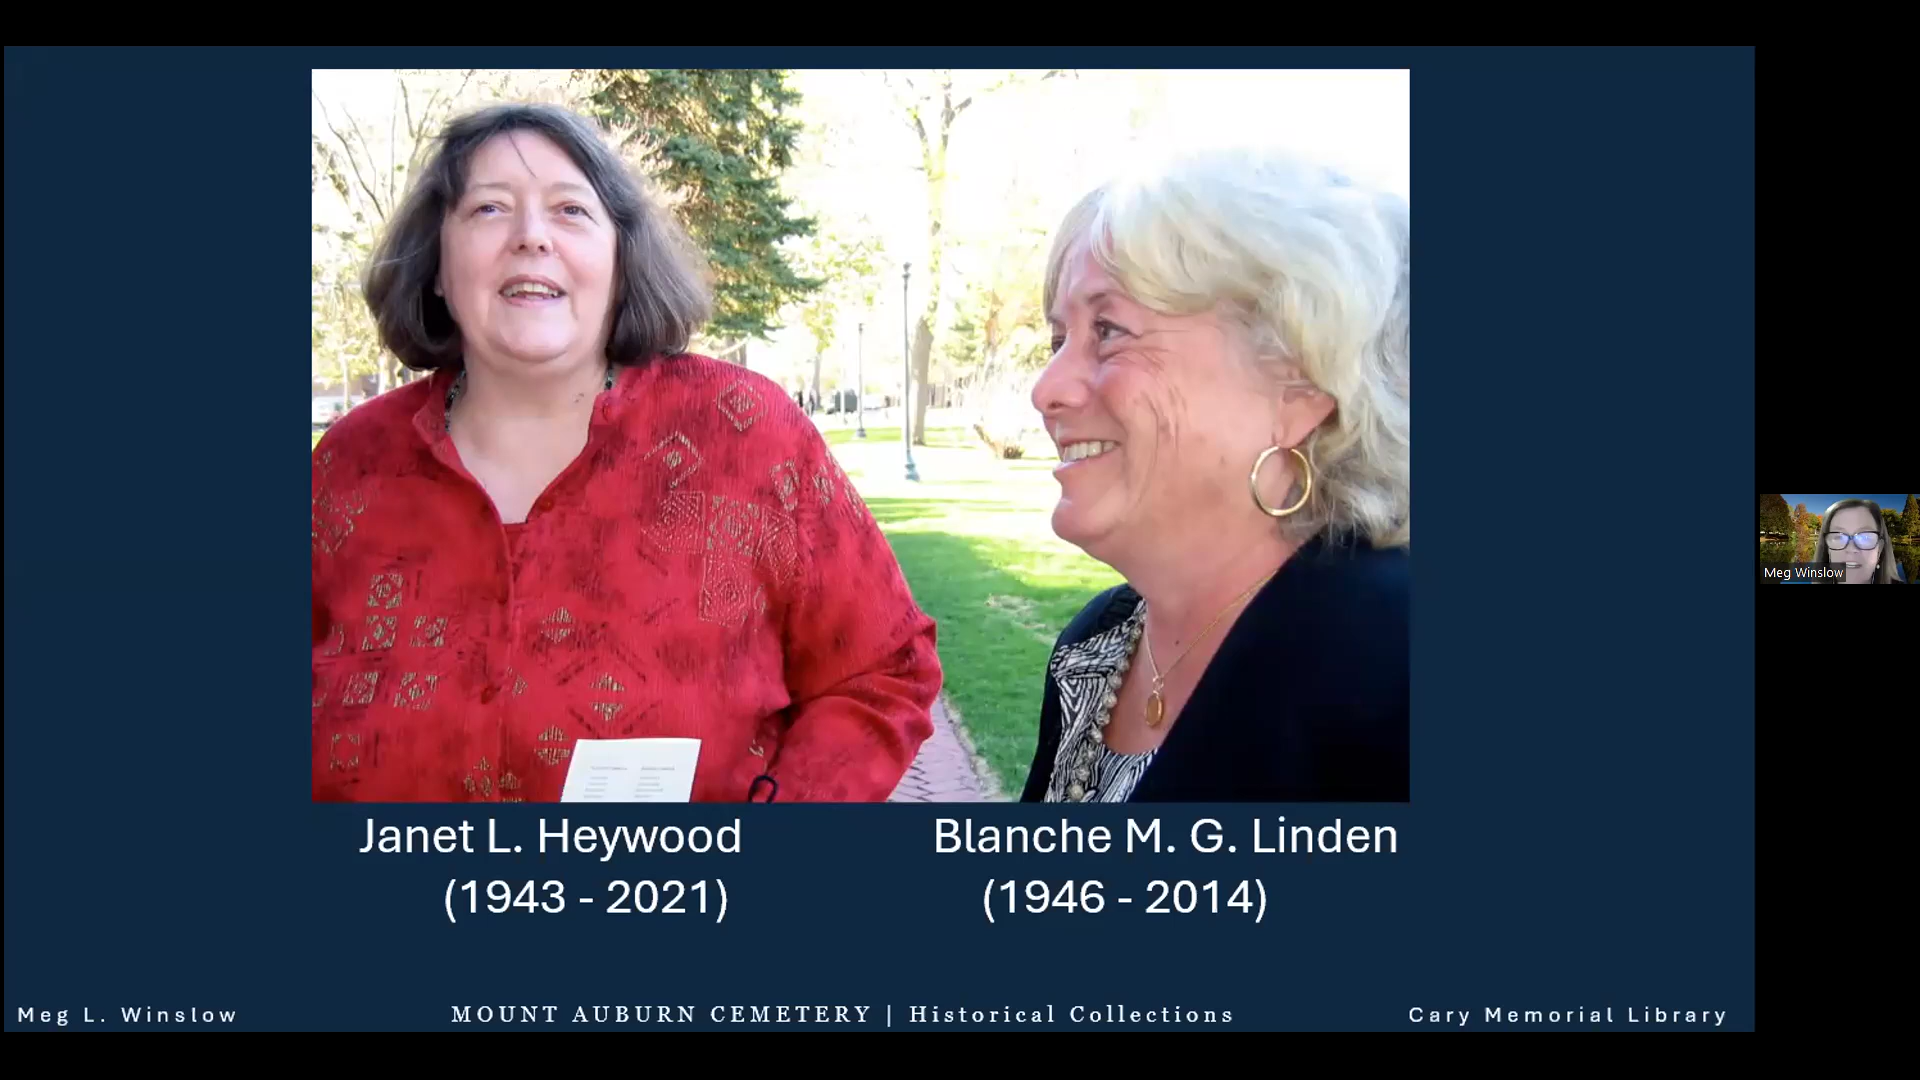 Janet L. Heywood
(1943 - 2021)
Blanche M. G. Linden
(1946 - 2014)
Meg L. Winslow
MOUNT AUBURN CEMETERY | Historical Collections
Cary Memorial Library
Meg Winslow